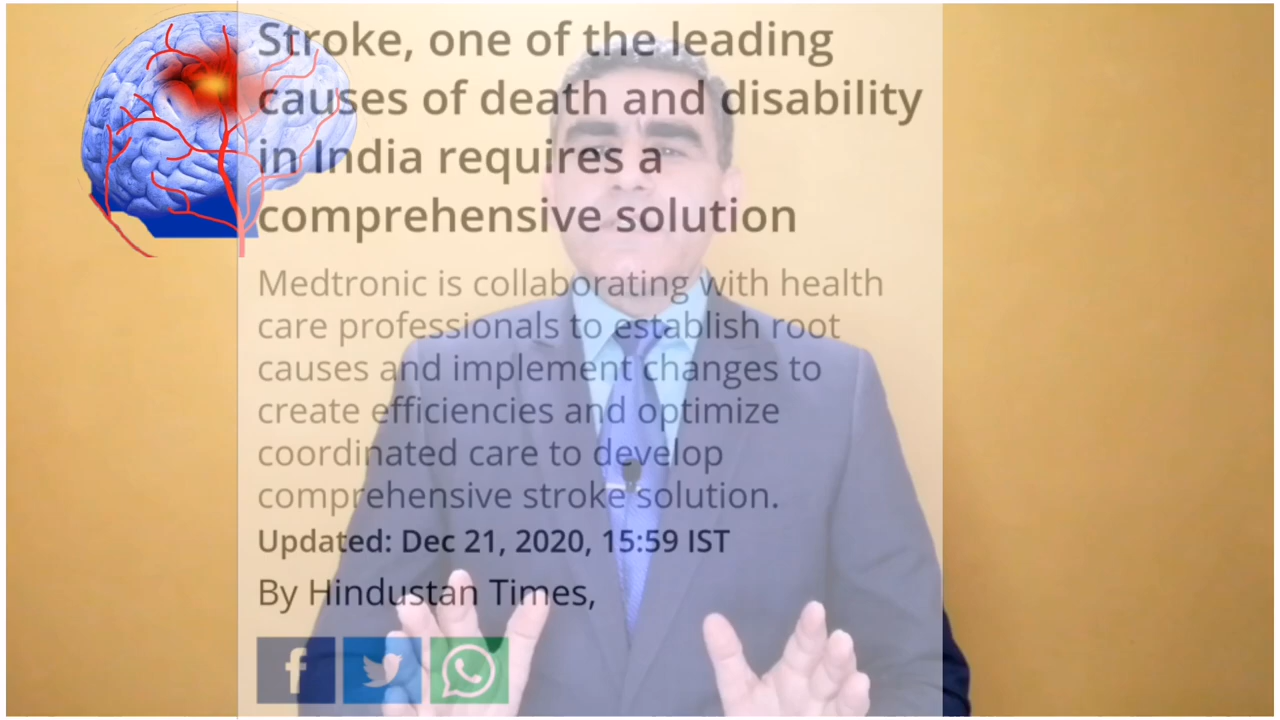 Stroke, one of the leading
causes of death and disability
in India requires a
comprehensive solution
Medtronic is collaborating with health
care professionals to establish root
causes and implement changes to
create efficiencies and optimize
coordinated care to develop
comprehensive stroke solution.
Updated: Dec 21, 2020, 15:59 IST
By Hindustan Times,